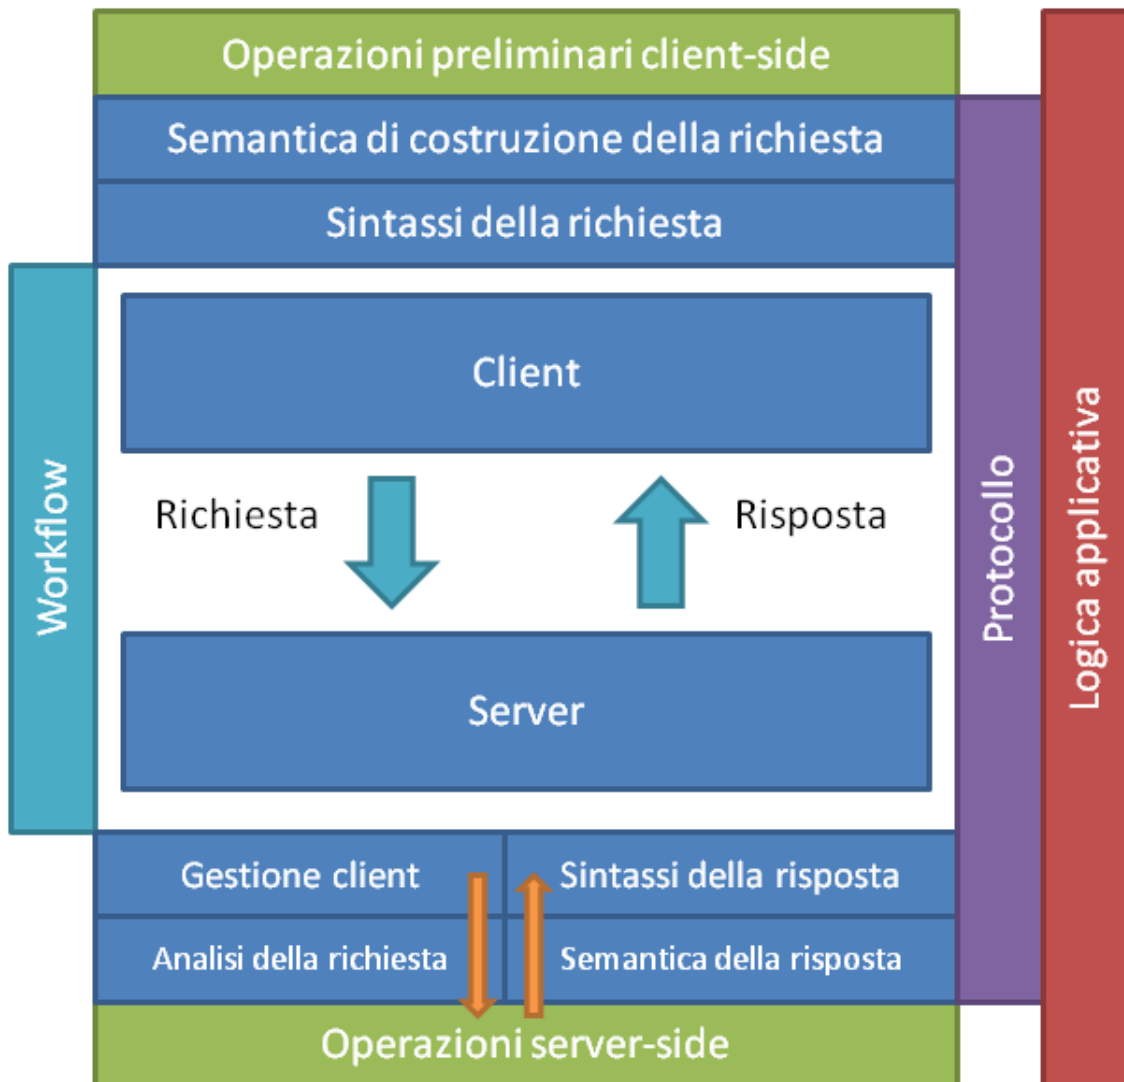 Operazioni preliminari client-side
Semantica di costruzione della richiesta
Sintassi della richiesta
Workflow
Client
Richiesta
Risposta
Server
Protocollo
Logica applicativa
Gestione client
Sintassi della risposta
Analisi della richiesta
Semantica della risposta
Operazioni server-side